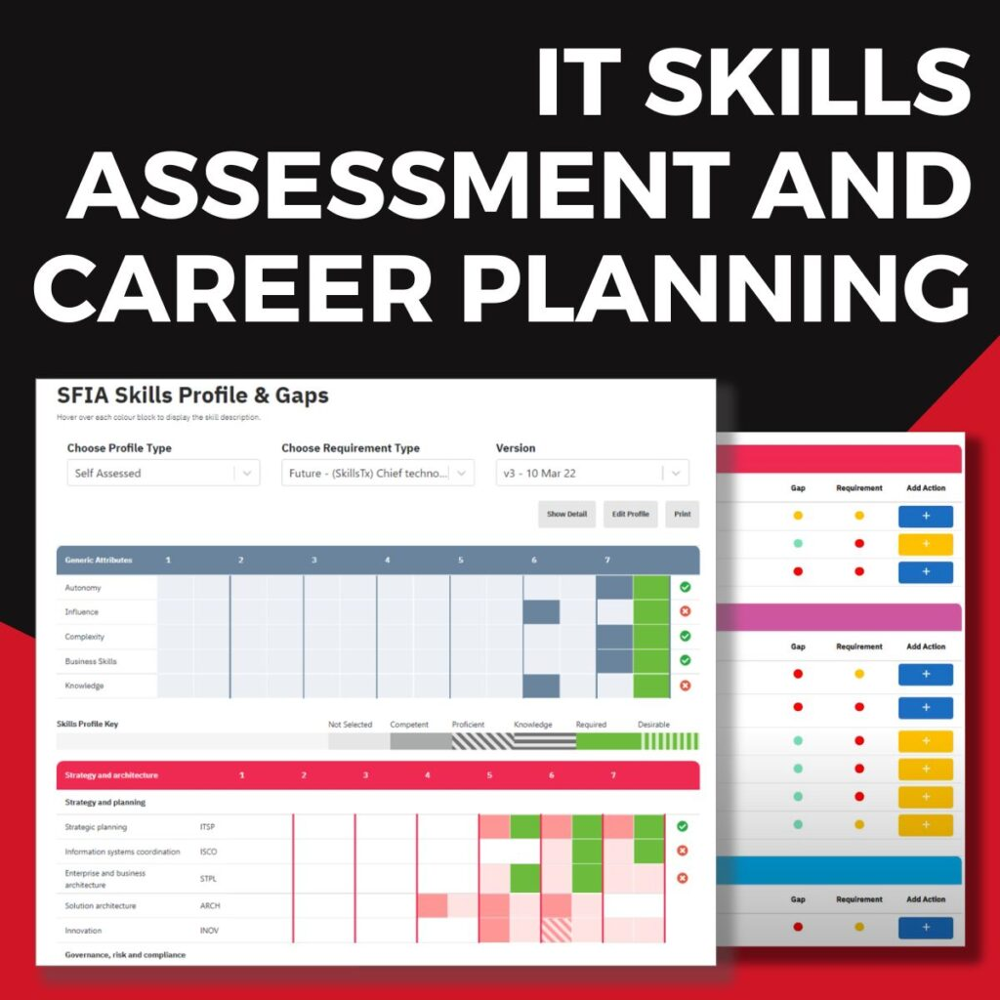 IT SKILLS
ASSESSMENT AND
CAREER PLANNING
SFIA Skills Profile & Gaps
Hover over each colour block to display the skill description.
Choose Profile Type Choose Requirement Type Version
Self Assessed Future - (SkillsTx) Chief techno... v3 - 10 Mar 22
Show Detail Edit Profile Print
Generic Attributes 1 2 3 4 5 6 7
Autonomy
Influence
Complexity
Business Skills
Knowledge
Skills Profile Key Not Selected Competent Proficient Knowledge Required Desirable
Strategy and architecture 1 2 3 4 5 6 7
Strategy and planning
Strategic planning ITSP
Information systems coordination ISCO
Enterprise and business
architecture STPL
Solution architecture ARCH
Innovation INOV
Governance, risk and compliance
Gap Requirement Add Action
+
+
+
Gap Requirement Add Action
+
+
+
+
+
+
Gap Requirement Add Action
+